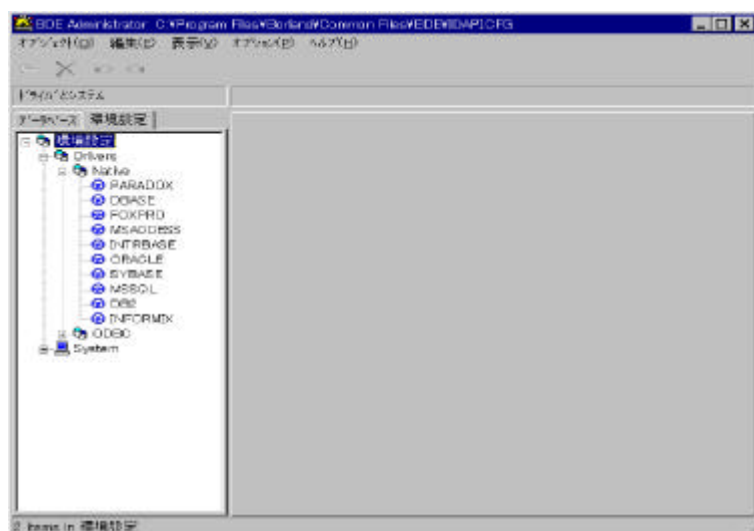 BDE Administrator C:¥Program Files¥Borland¥Common Files¥BDE¥IDAPI.CFG
オブジェクト(O) 編集(E) 表示(V) オプション(P) ヘルプ(H)
ドライバとシステム
データベース 環境設定
環境設定
Drivers
Native
PARADOX
DBASE
FOXPRO
MSACCESS
INTRBASE
ORACLE
SYBASE
MSSQL
DB2
INFORMIX
ODBC
System
2 Items in 環境設定